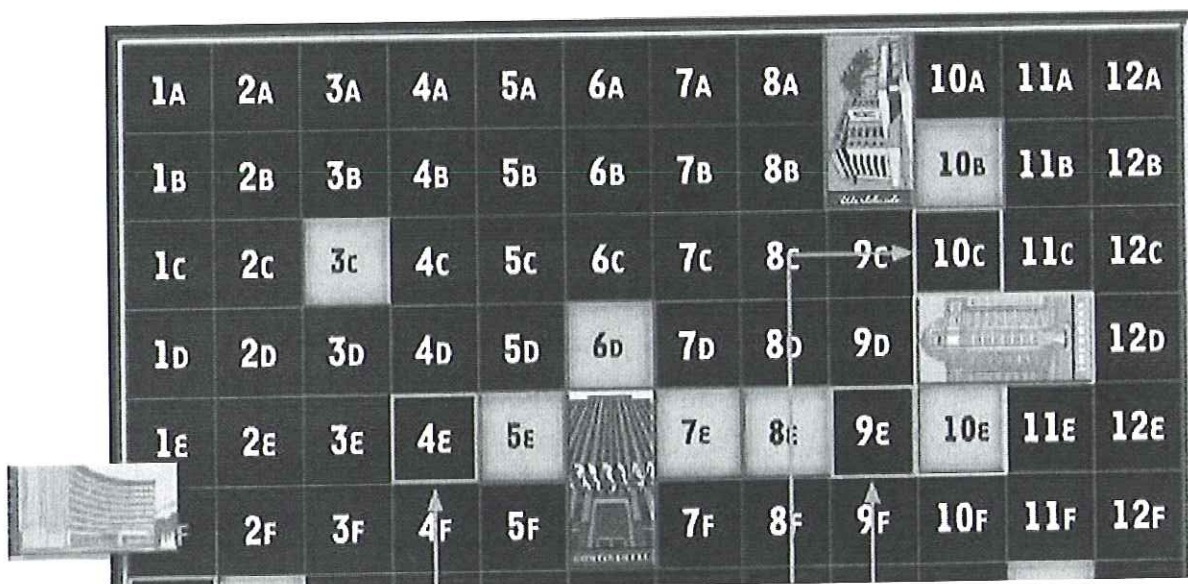 1A 2A 3A 4A 5A 6A 7A 8A 10A 11A 12A
1B 2B 3B 4B 5B 6B 7B 8B 10B 11B 12B
1C 2C 3C 4C 5C 6C 7C 8C 9C 10C 11C 12C
1D 2D 3D 4D 5D 6D 7D 8D 9D 12D
1E 2E 3E 4E 5E 7E 8E 9E 10E 11E 12E
F 2F 3F 4F 5F 7F 8F 9F 10F 11F 12F
CONTINENTAL